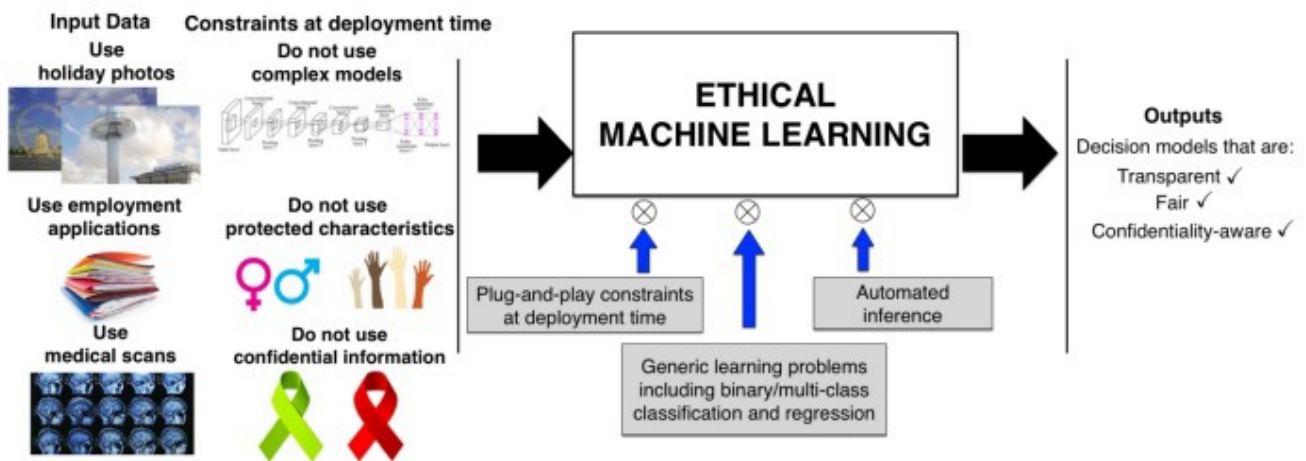 Input Data
Constraints at deployment time
Use
holiday photos
Do not use
complex models
Use employment
applications
Do not use
protected characteristics
Use
medical scans
Do not use
confidential information
ETHICAL
MACHINE LEARNING
Plug-and-play constraints
at deployment time
Generic learning problems
including binary/multi-class
classification and regression
Automated
inference
Outputs
Decision models that are:
Transparent ✓
Fair ✓
Confidentiality-aware ✓